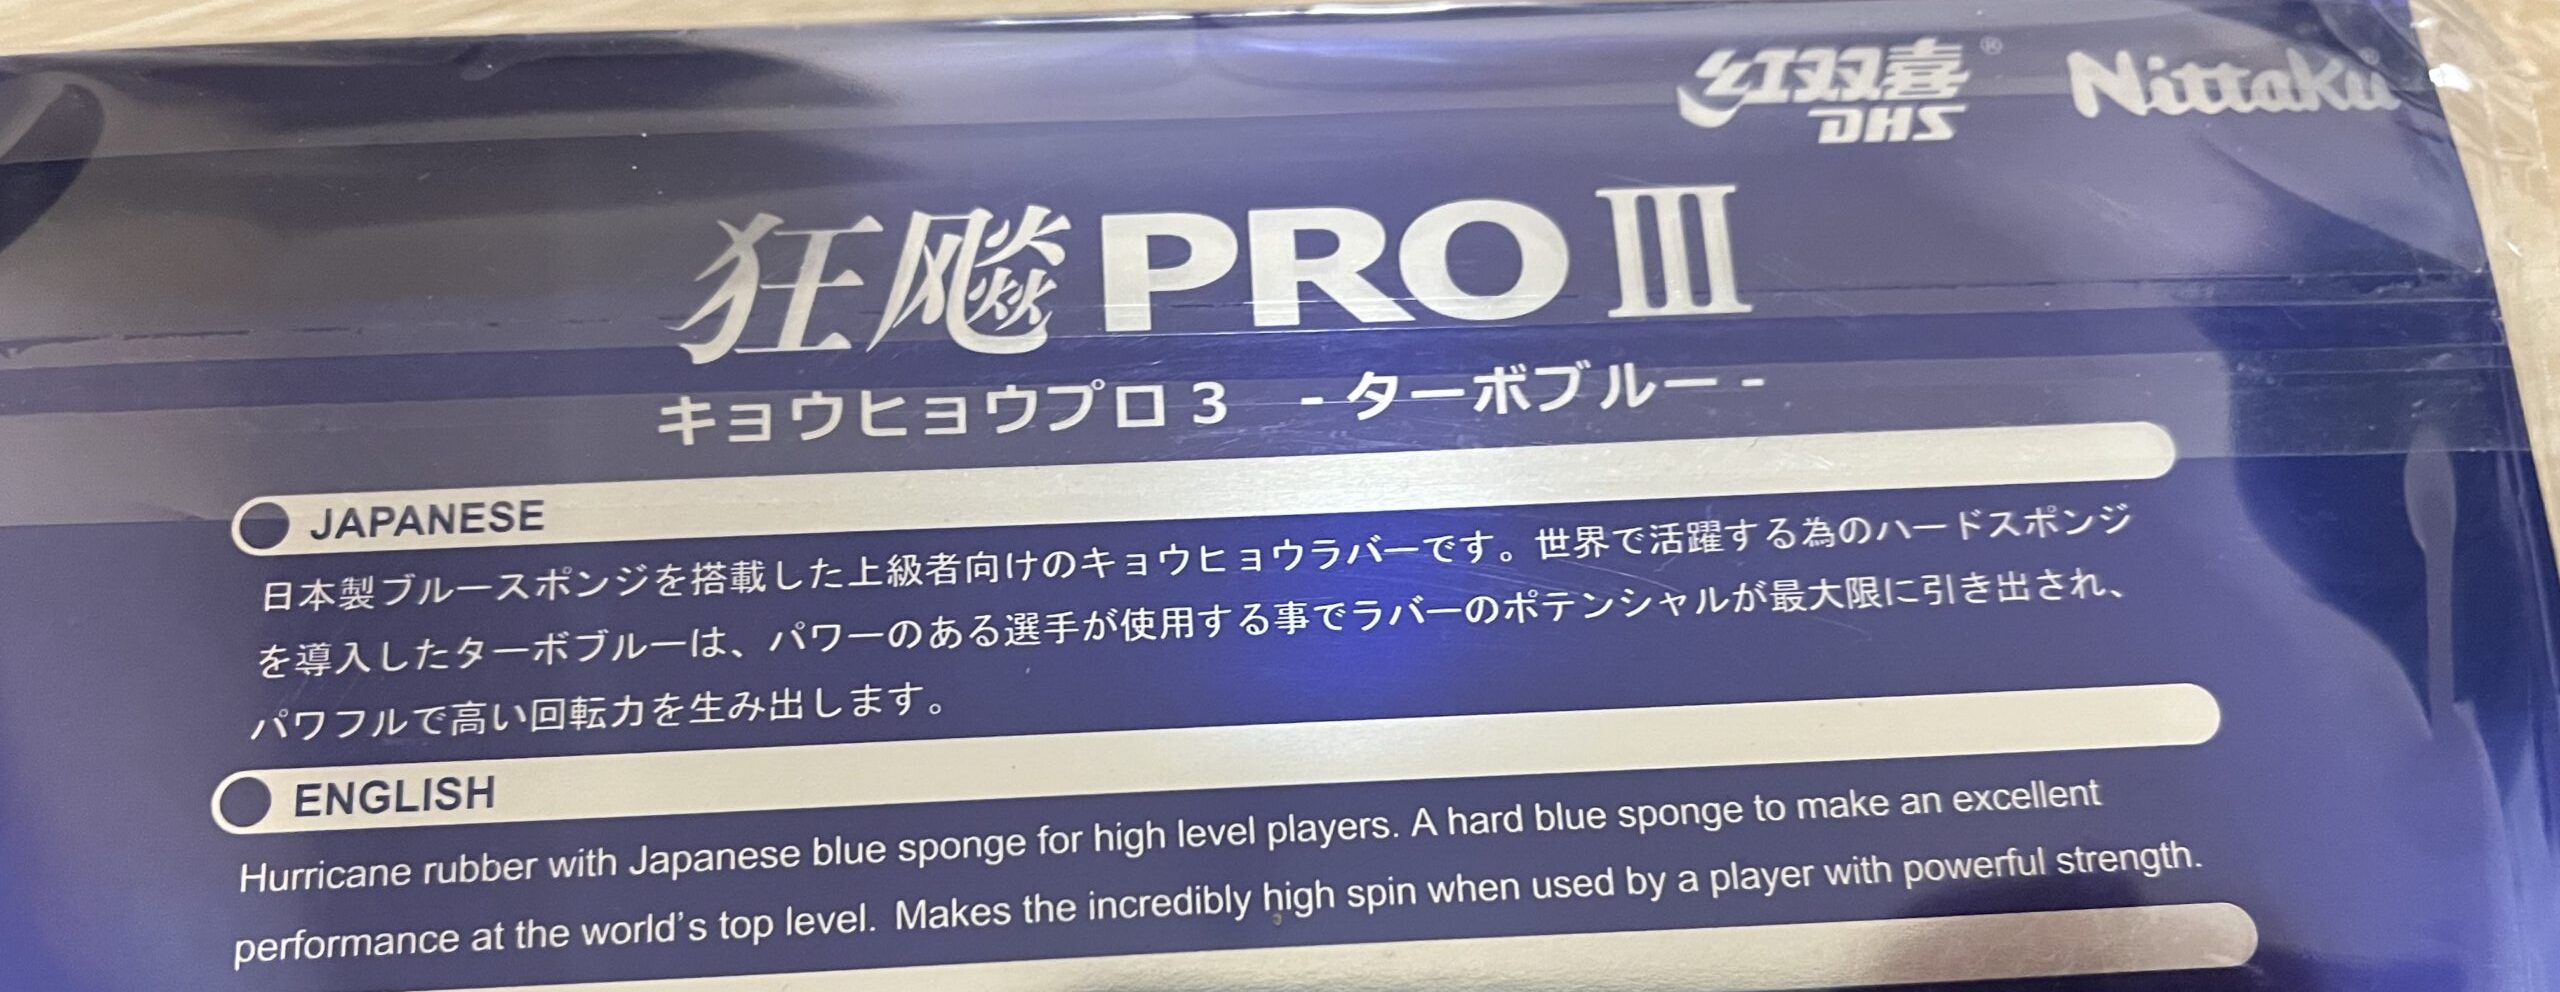 红双喜® Nittaku®
DHS
狂飚PRO III
キョウヒョウプロ3 -ターボブルー-
JAPANESE
日本製ブルースポンジを搭載した上級者向けのキョウヒョウラバーです。世界で活躍する為のハードスポンジ
を導入したターボブルーは、パワーのある選手が使用する事でラバーのポテンシャルが最大限に引き出され、
パワフルで高い回転力を生み出します。
ENGLISH
Hurricane rubber with Japanese blue sponge for high level players. A hard blue sponge to make an excellent
performance at the world's top level. Makes the incredibly high spin when used by a player with powerful strength.